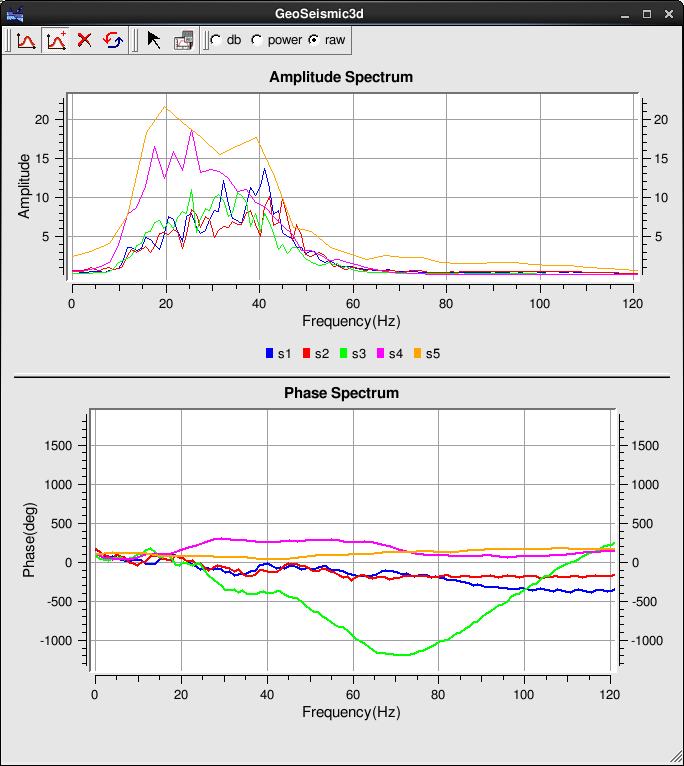 GeoSeismic3d
db power raw
Amplitude Spectrum
Amplitude
20 20
15 15
10 10
5 5
0 20 40 60 80 100 120
Frequency(Hz)
s1 s2 s3 s4 s5
Phase Spectrum
Phase(deg)
1500 1500
1000 1000
500 500
0 0
-500 -500
-1000 -1000
0 20 40 60 80 100 120
Frequency(Hz)